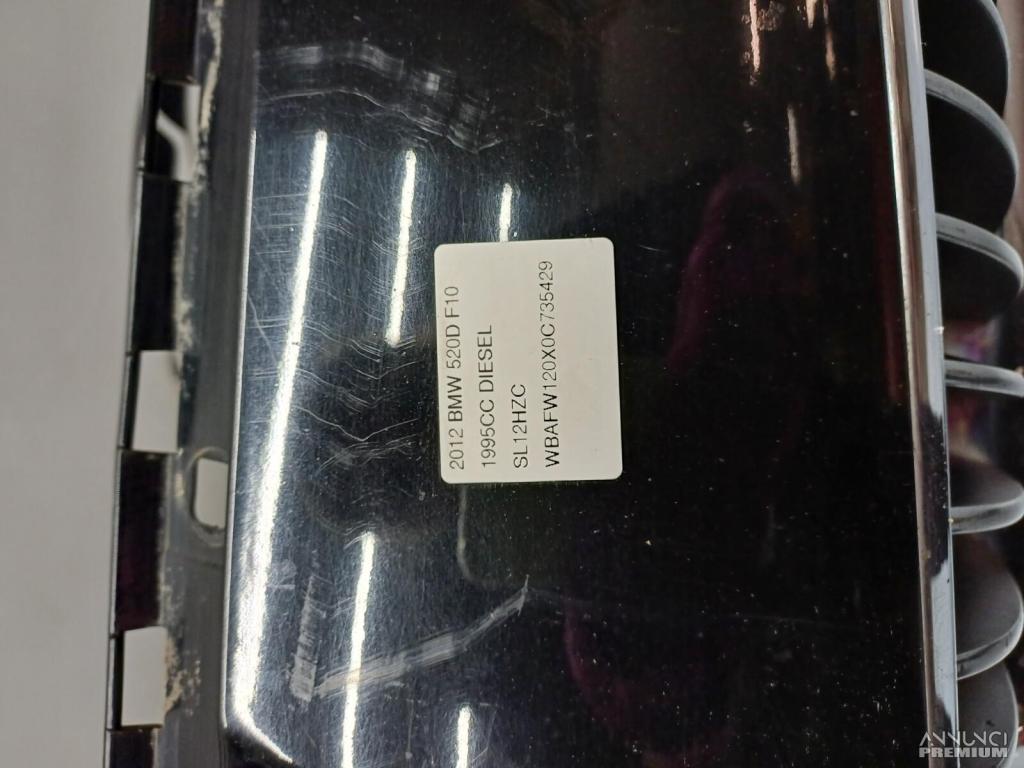 2012 BMW 520D F10
1995CC DIESEL
SL12HZC
WBAFW120X0C735429
ANNUNCI
PREMIUM